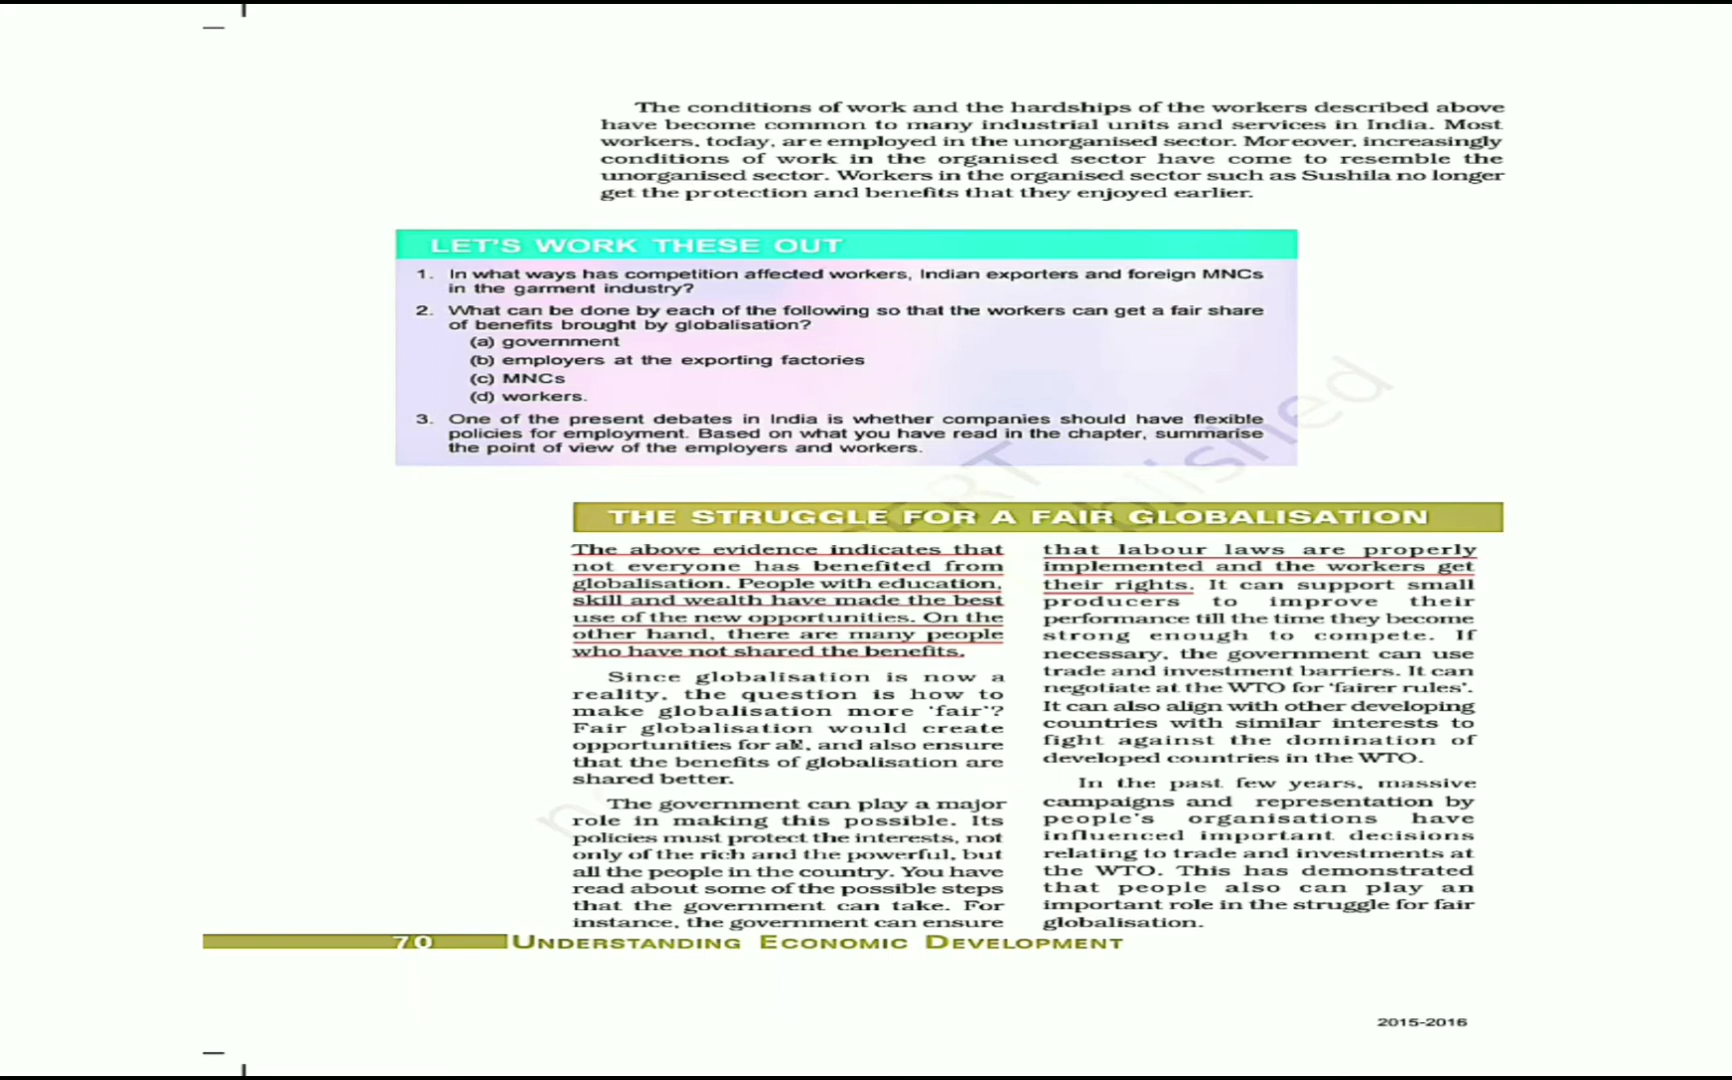 The conditions of work and the hardships of the workers described above
have become common to many industrial units and services in India. Most
workers, today, are employed in the unorganised sector. Moreover, increasingly
conditions of work in the organised sector have come to resemble the
unorganised sector. Workers in the organised sector such as Sushila no longer
get the protection and benefits that they enjoyed earlier.
LET'S WORK THESE OUT
1. In what ways has competition affected workers, Indian exporters and foreign MNCs
in the garment industry?
2. What can be done by each of the following so that the workers can get a fair share
of benefits brought by globalisation?
(a) government
(b) employers at the exporting factories
(c) MNCs
(d) workers.
3. One of the present debates in India is whether companies should have flexible
policies for employment. Based on what you have read in the chapter, summarise
the point of view of the employers and workers.
THE STRUGGLE FOR A FAIR GLOBALISATION
The above evidence indicates that
not everyone has benefited from
globalisation. People with education,
skill and wealth have made the best
use of the new opportunities. On the
other hand, there are many people
who have not shared the benefits.
Since globalisation is now a
reality, the question is how to
make globalisation more 'fair'?
Fair globalisation would create
opportunities for all, and also ensure
that the benefits of globalisation are
shared better.
The government can play a major
role in making this possible. Its
policies must protect the interests, not
only of the rich and the powerful, but
all the people in the country. You have
read about some of the possible steps
that the government can take. For
instance, the government can ensure
that labour laws are properly
implemented and the workers get
their rights. It can support small
producers to improve their
performance till the time they become
strong enough to compete. If
necessary, the government can use
trade and investment barriers. It can
negotiate at the WTO for 'fairer rules'.
It can also align with other developing
countries with similar interests to
fight against the domination of
developed countries in the WTO.
In the past few years, massive
campaigns and representation by
people's organisations have
influenced important decisions
relating to trade and investments at
the WTO. This has demonstrated
that people also can play an
important role in the struggle for fair
globalisation.
70 UNDERSTANDING ECONOMIC DEVELOPMENT
2015-2016